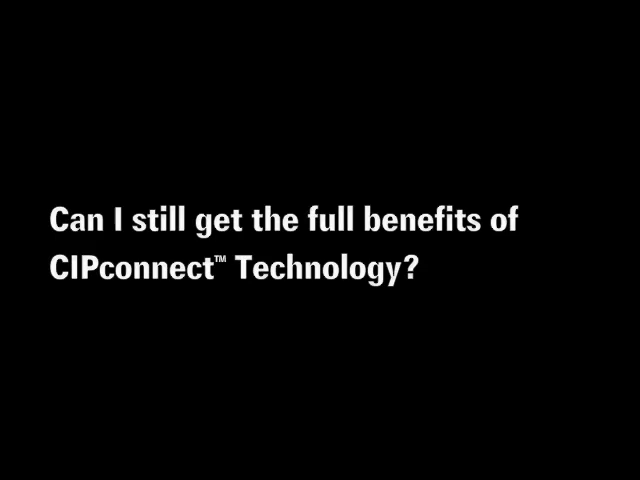 Can I still get the full benefits of
CIPconnect™ Technology?